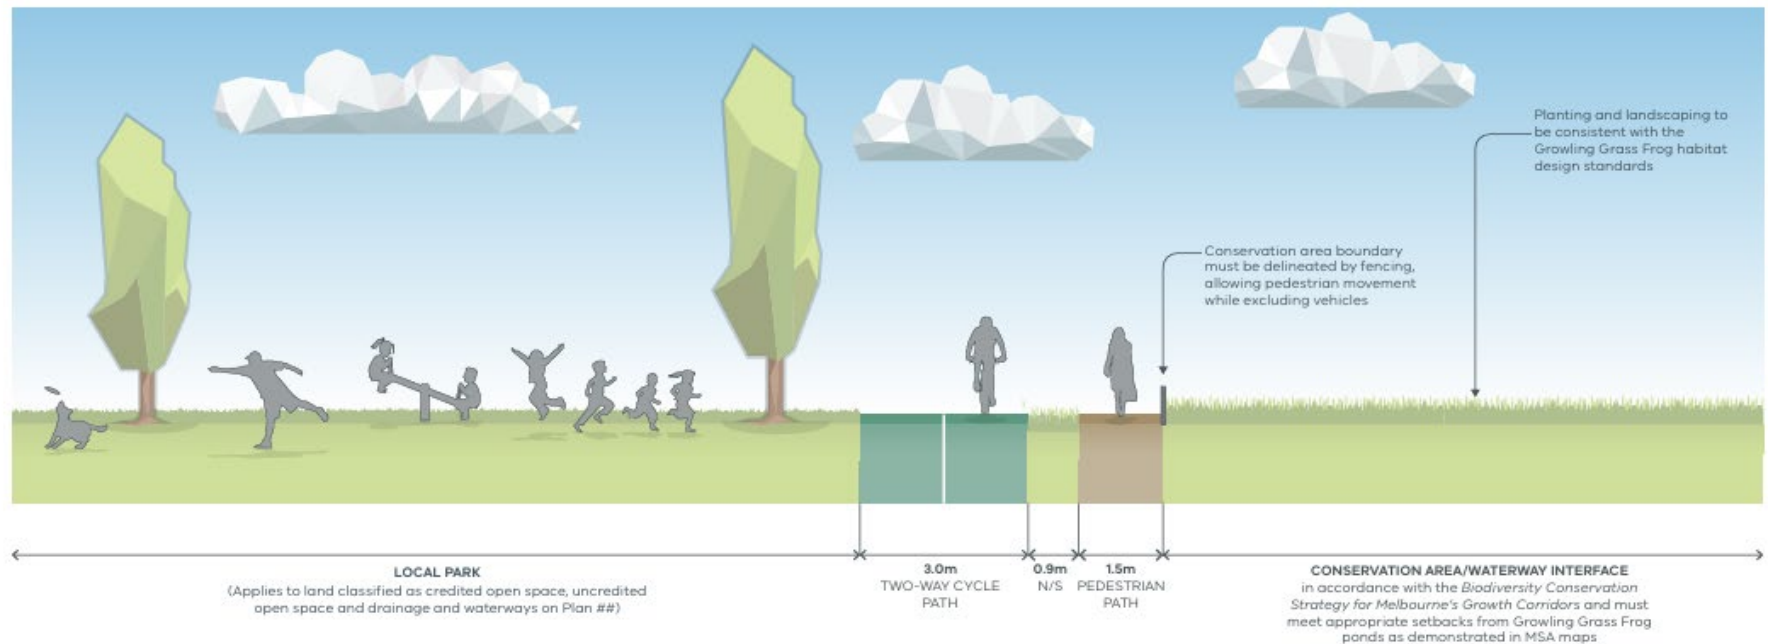 Planting and landscaping to
be consistent with the
Growling Grass Frog habitat
design standards
Conservation area boundary
must be delineated by fencing,
allowing pedestrian movement
while excluding vehicles
LOCAL PARK
(Applies to land classified as credited open space, uncredited
open space and drainage and waterways on Plan ##)
3.0m
TWO-WAY CYCLE
PATH
0.9m
N/S
1.5m
PEDESTRIAN
PATH
CONSERVATION AREA/WATERWAY INTERFACE
in accordance with the Biodiversity Conservation
Strategy for Melbourne's Growth Corridors and must
meet appropriate setbacks from Growling Grass Frog
ponds as demonstrated in MSA maps